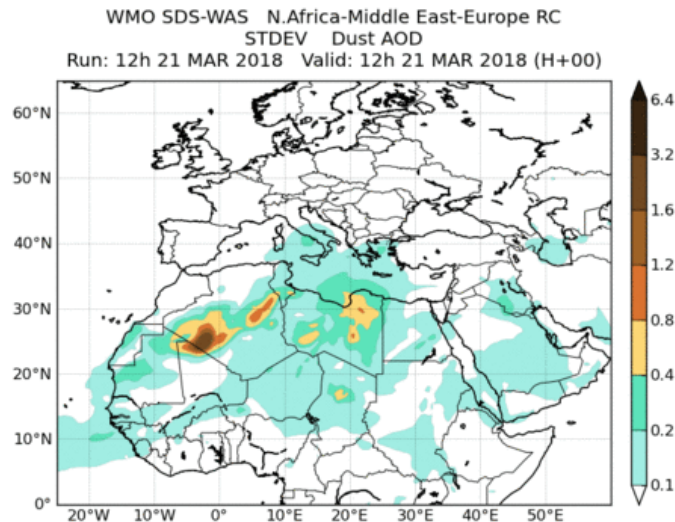 WMO SDS-WAS   N.Africa-Middle East-Europe RC
STDEV    Dust AOD
Run: 12h 21 MAR 2018   Valid: 12h 21 MAR 2018 (H+00)
60°N
50°N
40°N
30°N
20°N
10°N
0°
20°W 10°W 0° 10°E 20°E 30°E 40°E 50°E
6.4
3.2
1.6
1.2
0.8
0.4
0.2
0.1